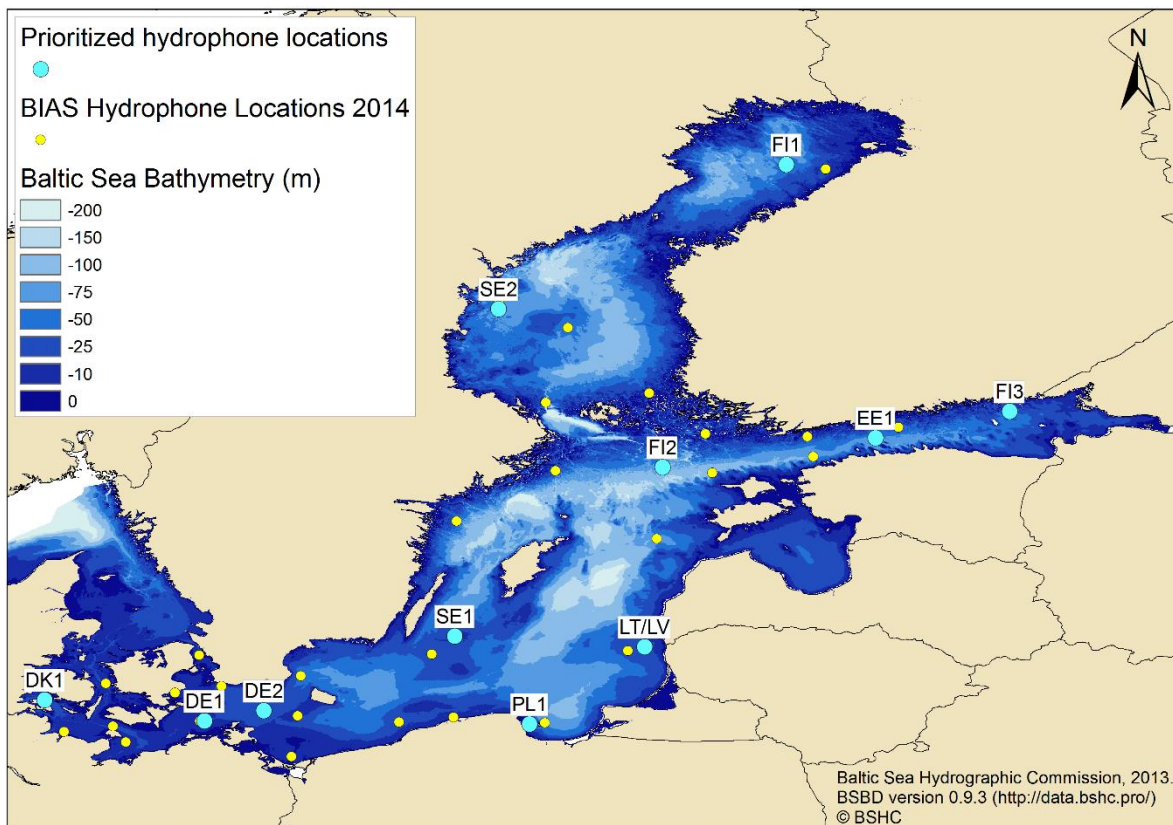 Prioritized hydrophone locations
BIAS Hydrophone Locations 2014
Baltic Sea Bathymetry (m)
-200
-150
-100
-75
-50
-25
-10
0
N
FI1
SE2
FI3
EE1
FI2
SE1
LT/LV
DK1
DE2
DE1
PL1
Baltic Sea Hydrographic Commission, 2013.
BSBD version 0.9.3 (http://data.bshc.pro/)
© BSHC